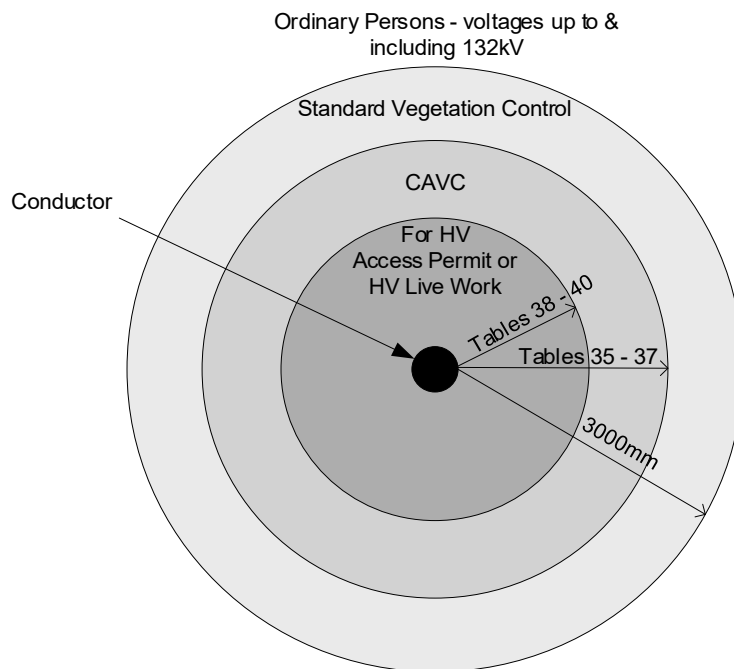 Ordinary Persons - voltages up to &
including 132kV
Standard Vegetation Control
CAVC
Conductor
For HV
Access Permit or
HV Live Work
Tables 38 - 40
Tables 35 - 37
3000mm